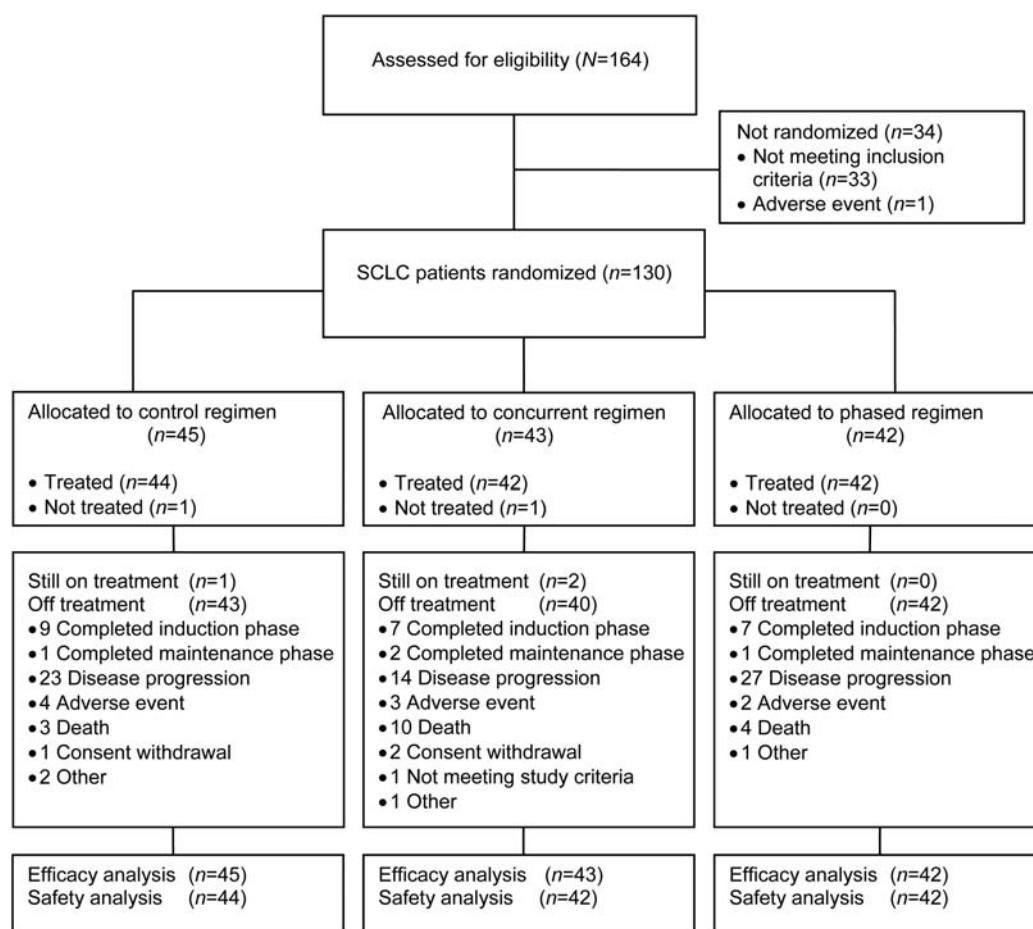 Assessed for eligibility (N=164)
Not randomized (n=34)
• Not meeting inclusion
criteria (n=33)
• Adverse event (n=1)
SCLC patients randomized (n=130)
Allocated to control regimen
(n=45)
• Treated (n=44)
• Not treated (n=1)
Allocated to concurrent regimen
(n=43)
• Treated (n=42)
• Not treated (n=1)
Allocated to phased regimen
(n=42)
• Treated (n=42)
• Not treated (n=0)
Still on treatment (n=1)
Off treatment (n=43)
•9 Completed induction phase
•1 Completed maintenance phase
•23 Disease progression
•4 Adverse event
•3 Death
•1 Consent withdrawal
•2 Other
Still on treatment (n=2)
Off treatment (n=40)
•7 Completed induction phase
•2 Completed maintenance phase
•14 Disease progression
•3 Adverse event
•10 Death
•2 Consent withdrawal
•1 Not meeting study criteria
•1 Other
Still on treatment (n=0)
Off treatment (n=42)
•7 Completed induction phase
•1 Completed maintenance phase
•27 Disease progression
•2 Adverse event
•4 Death
•1 Other
Efficacy analysis (n=45)
Safety analysis (n=44)
Efficacy analysis (n=43)
Safety analysis (n=42)
Efficacy analysis (n=42)
Safety analysis (n=42)